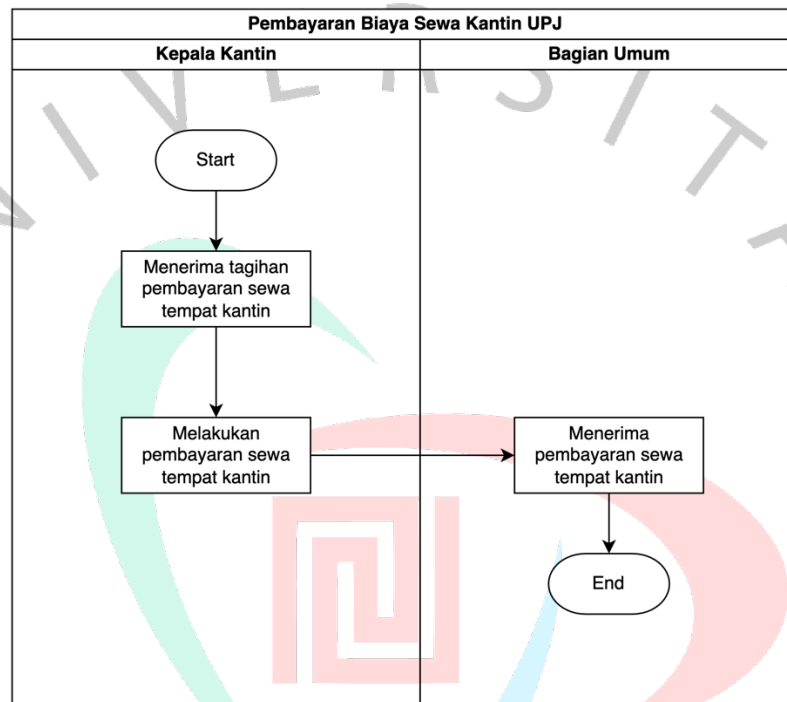 Pembayaran Biaya Sewa Kantin UPJ
Kepala Kantin
Bagian Umum
Start
Menerima tagihan
pembayaran sewa
tempat kantin
Melakukan
pembayaran sewa
tempat kantin
Menerima
pembayaran sewa
tempat kantin
End
NIVERSITA